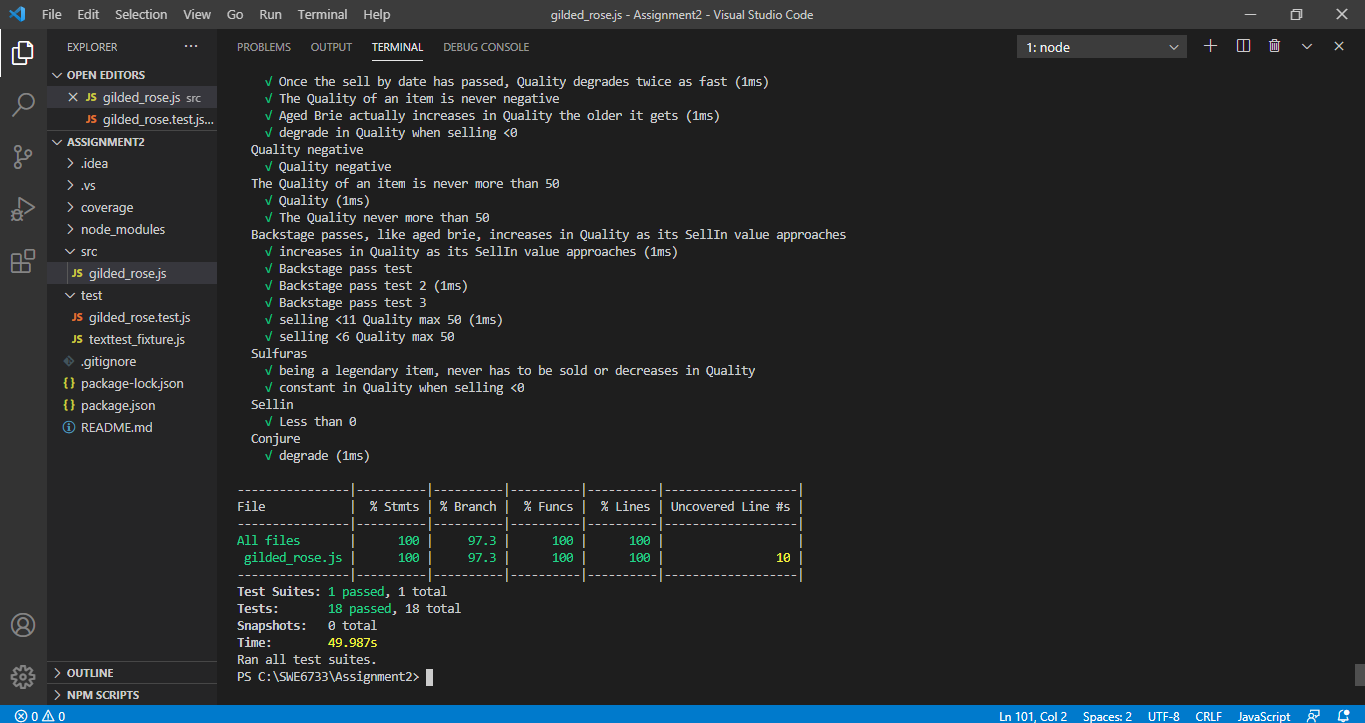 File Edit Selection View Go Run Terminal Help gilded_rose.js - Assignment2 - Visual Studio Code
EXPLORER ...
OPEN EDITORS
JS gilded_rose.js src
JS gilded_rose.test.js...
ASSIGNMENT2
.idea
.vs
coverage
node_modules
src
JS gilded_rose.js
test
JS gilded_rose.test.js
JS texttest_fixture.js
.gitignore
{} package-lock.json
{} package.json
README.md
OUTLINE
NPM SCRIPTS
PROBLEMS OUTPUT TERMINAL DEBUG CONSOLE 1: node
√ Once the sell by date has passed, Quality degrades twice as fast (1ms)
√ The Quality of an item is never negative
√ Aged Brie actually increases in Quality the older it gets (1ms)
√ degrade in Quality when selling <0
Quality negative
√ Quality negative
The Quality of an item is never more than 50
√ Quality (1ms)
√ The Quality never more than 50
Backstage passes, like aged brie, increases in Quality as its SellIn value approaches
√ increases in Quality as its SellIn value approaches (1ms)
√ Backstage pass test
√ Backstage pass test 2 (1ms)
√ Backstage pass test 3
√ selling <11 Quality max 50 (1ms)
√ selling <6 Quality max 50
Sulfuras
√ being a legendary item, never has to be sold or decreases in Quality
√ constant in Quality when selling <0
Sellin
√ Less than 0
Conjure
√ degrade (1ms)
----------------|----------|----------|----------|----------|-------------------|
File | % Stmts | % Branch | % Funcs | % Lines | Uncovered Line #s |
----------------|----------|----------|----------|----------|-------------------|
All files | 100 | 97.3 | 100 | 100 | |
gilded_rose.js | 100 | 97.3 | 100 | 100 | 10 |
----------------|----------|----------|----------|----------|-------------------|
Test Suites: 1 passed, 1 total
Tests: 18 passed, 18 total
Snapshots: 0 total
Time: 49.987s
Ran all test suites.
PS C:\SWE6733\Assignment2>
0 0 Ln 101, Col 2 Spaces: 2 UTF-8 CRLF JavaScript